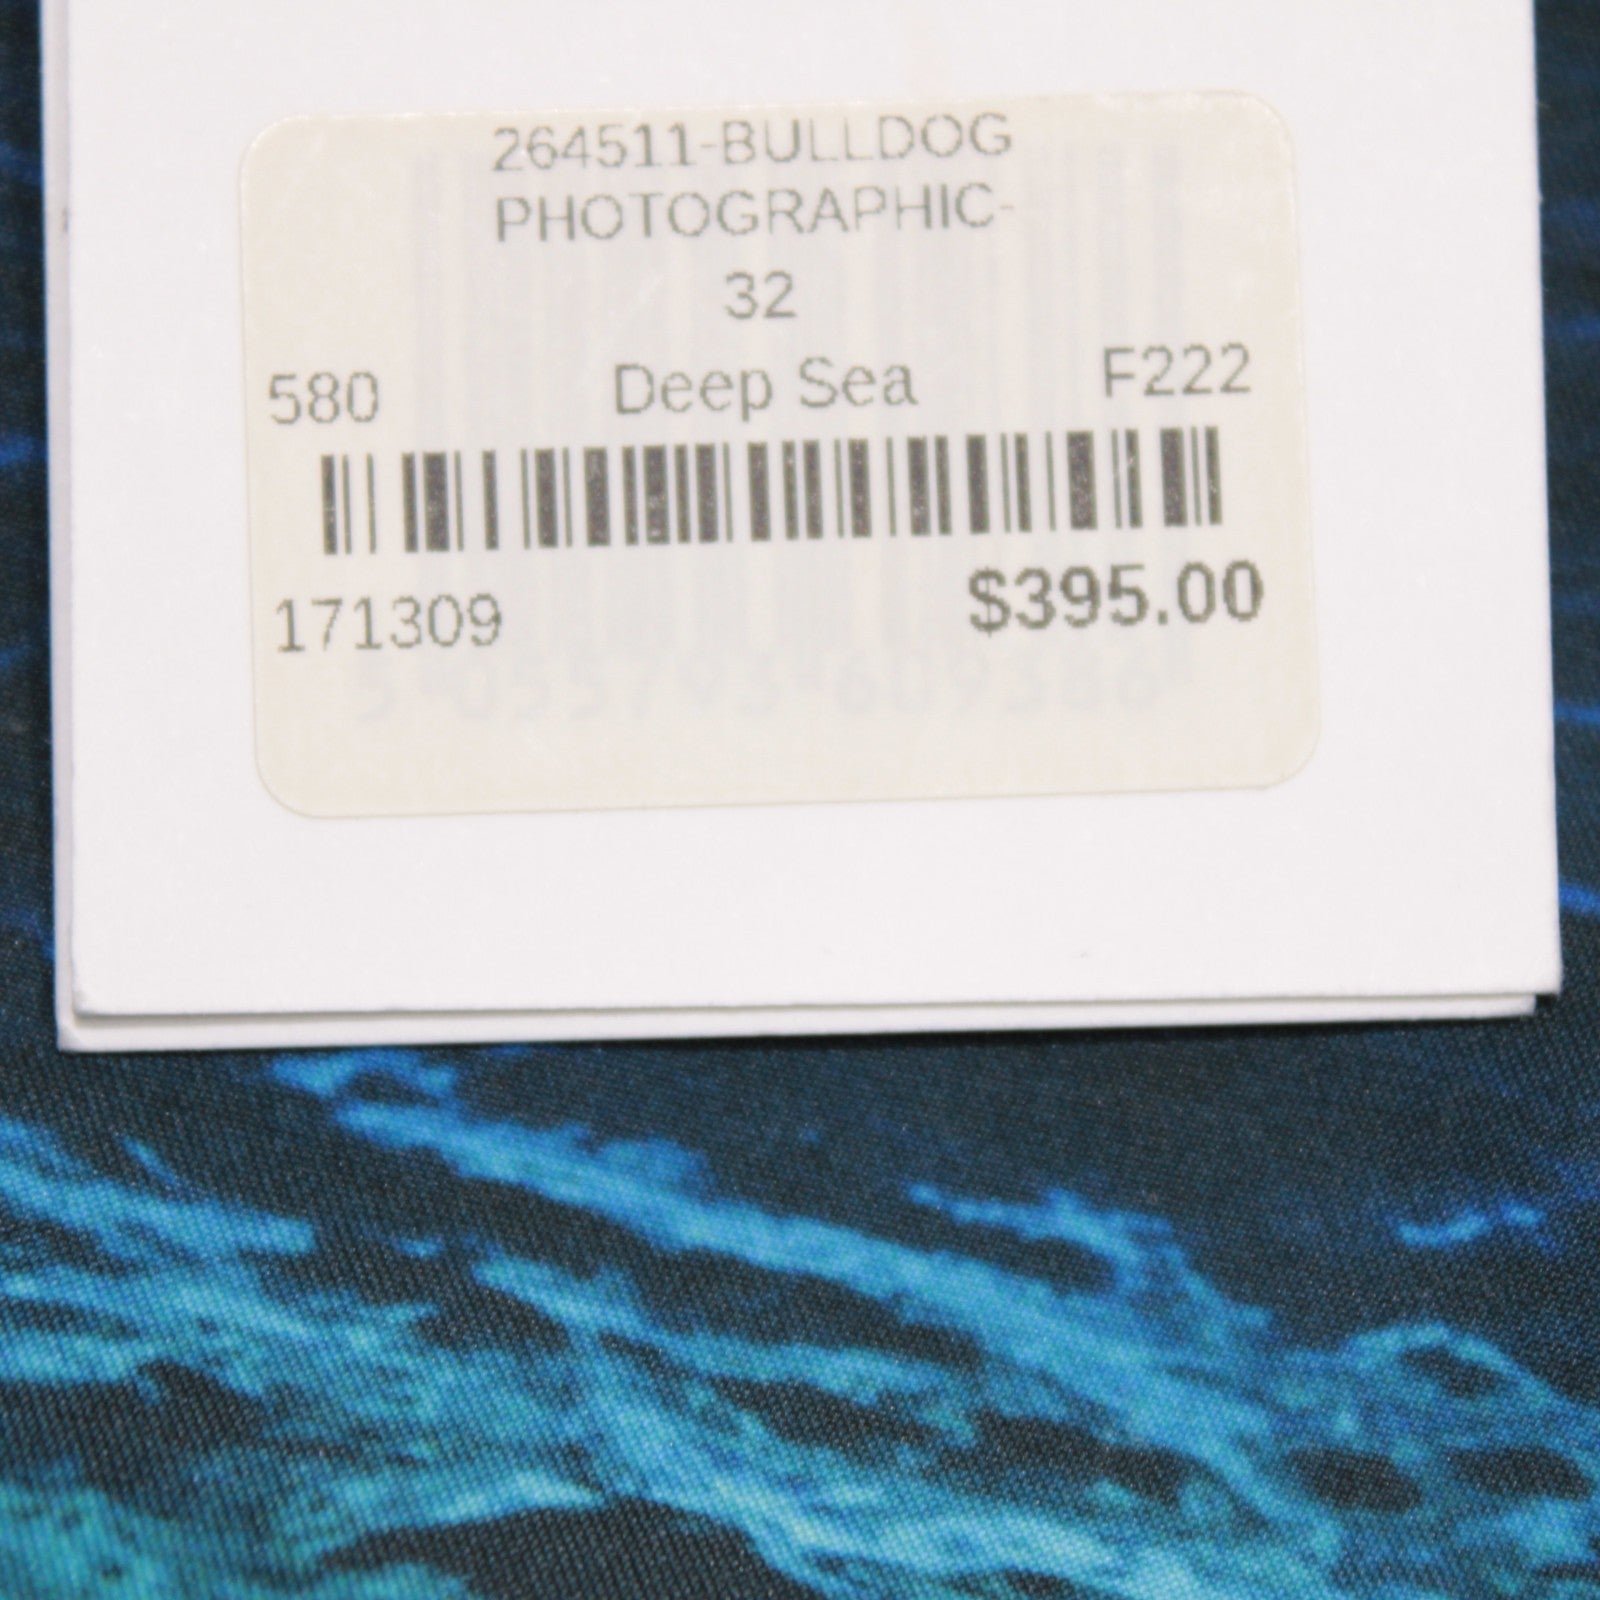 264511-BULLDOG
PHOTOGRAPHIC-
32
580 Deep Sea F222
171309 $395.00